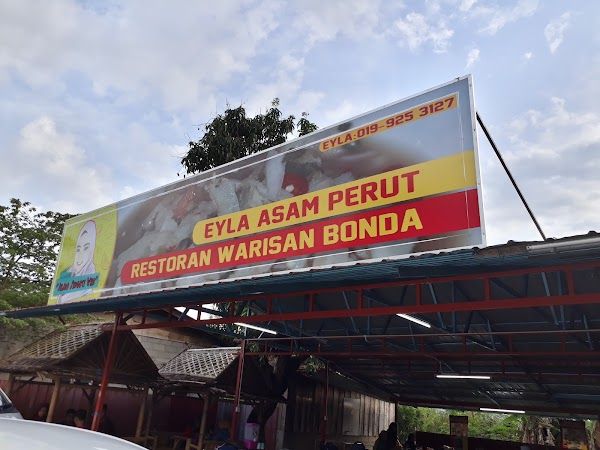 EYLA:019-925 3127
EYLA ASAM PERUT
RESTORAN WARISAN BONDA